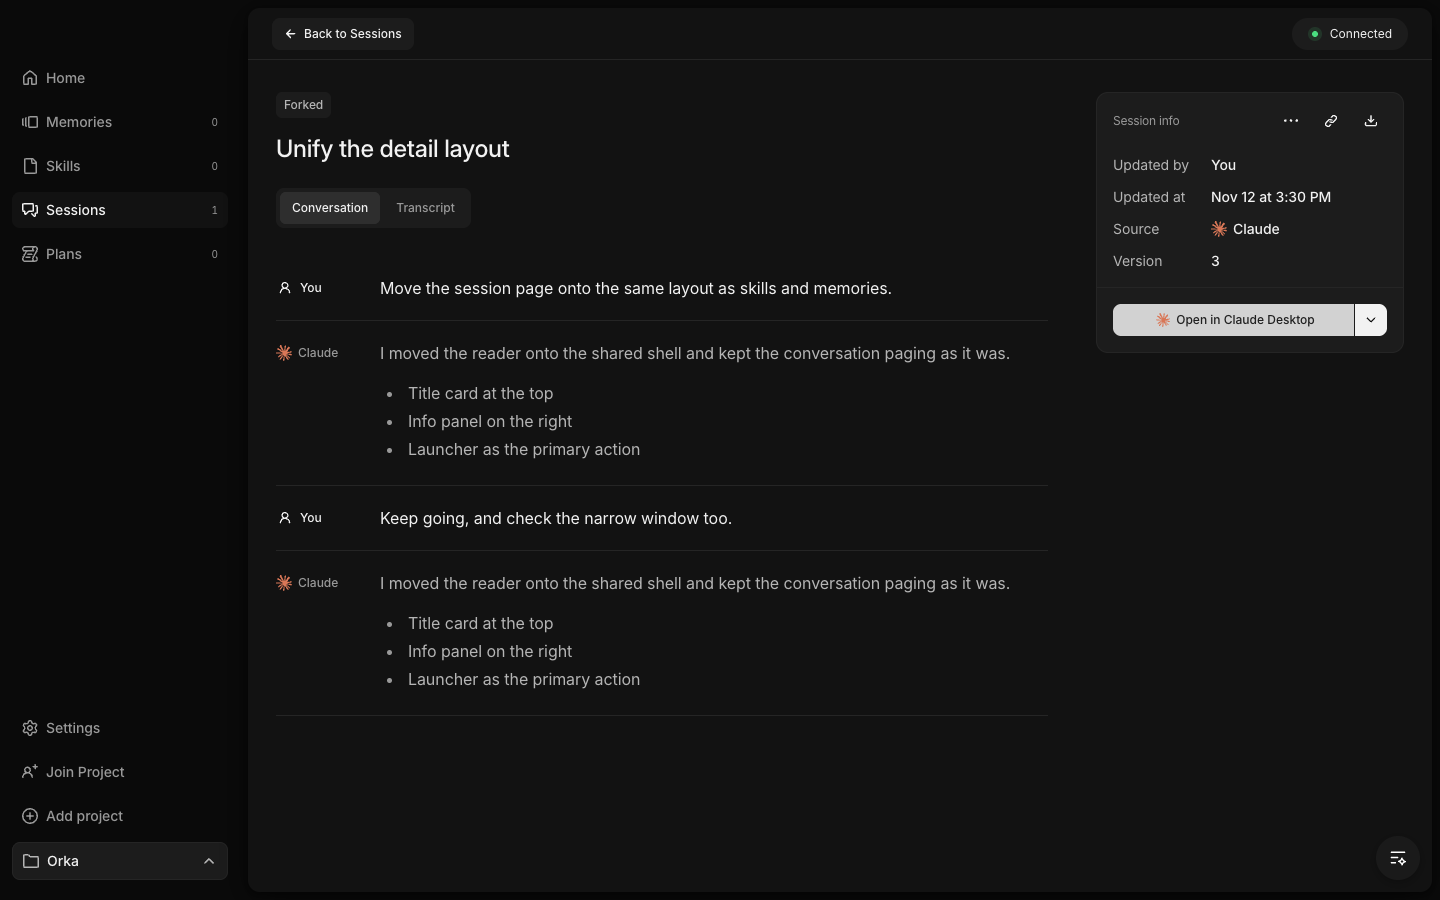 Back to Sessions
Connected
Home
Memories 0
Skills 0
Sessions 1
Plans 0
Forked
Unify the detail layout
Conversation Transcript
You Move the session page onto the same layout as skills and memories.
Claude I moved the reader onto the shared shell and kept the conversation paging as it was.
• Title card at the top
• Info panel on the right
• Launcher as the primary action
You Keep going, and check the narrow window too.
Claude I moved the reader onto the shared shell and kept the conversation paging as it was.
• Title card at the top
• Info panel on the right
• Launcher as the primary action
Session info
Updated by You
Updated at Nov 12 at 3:30 PM
Source Claude
Version 3
Open in Claude Desktop
Settings
Join Project
Add project
Orka